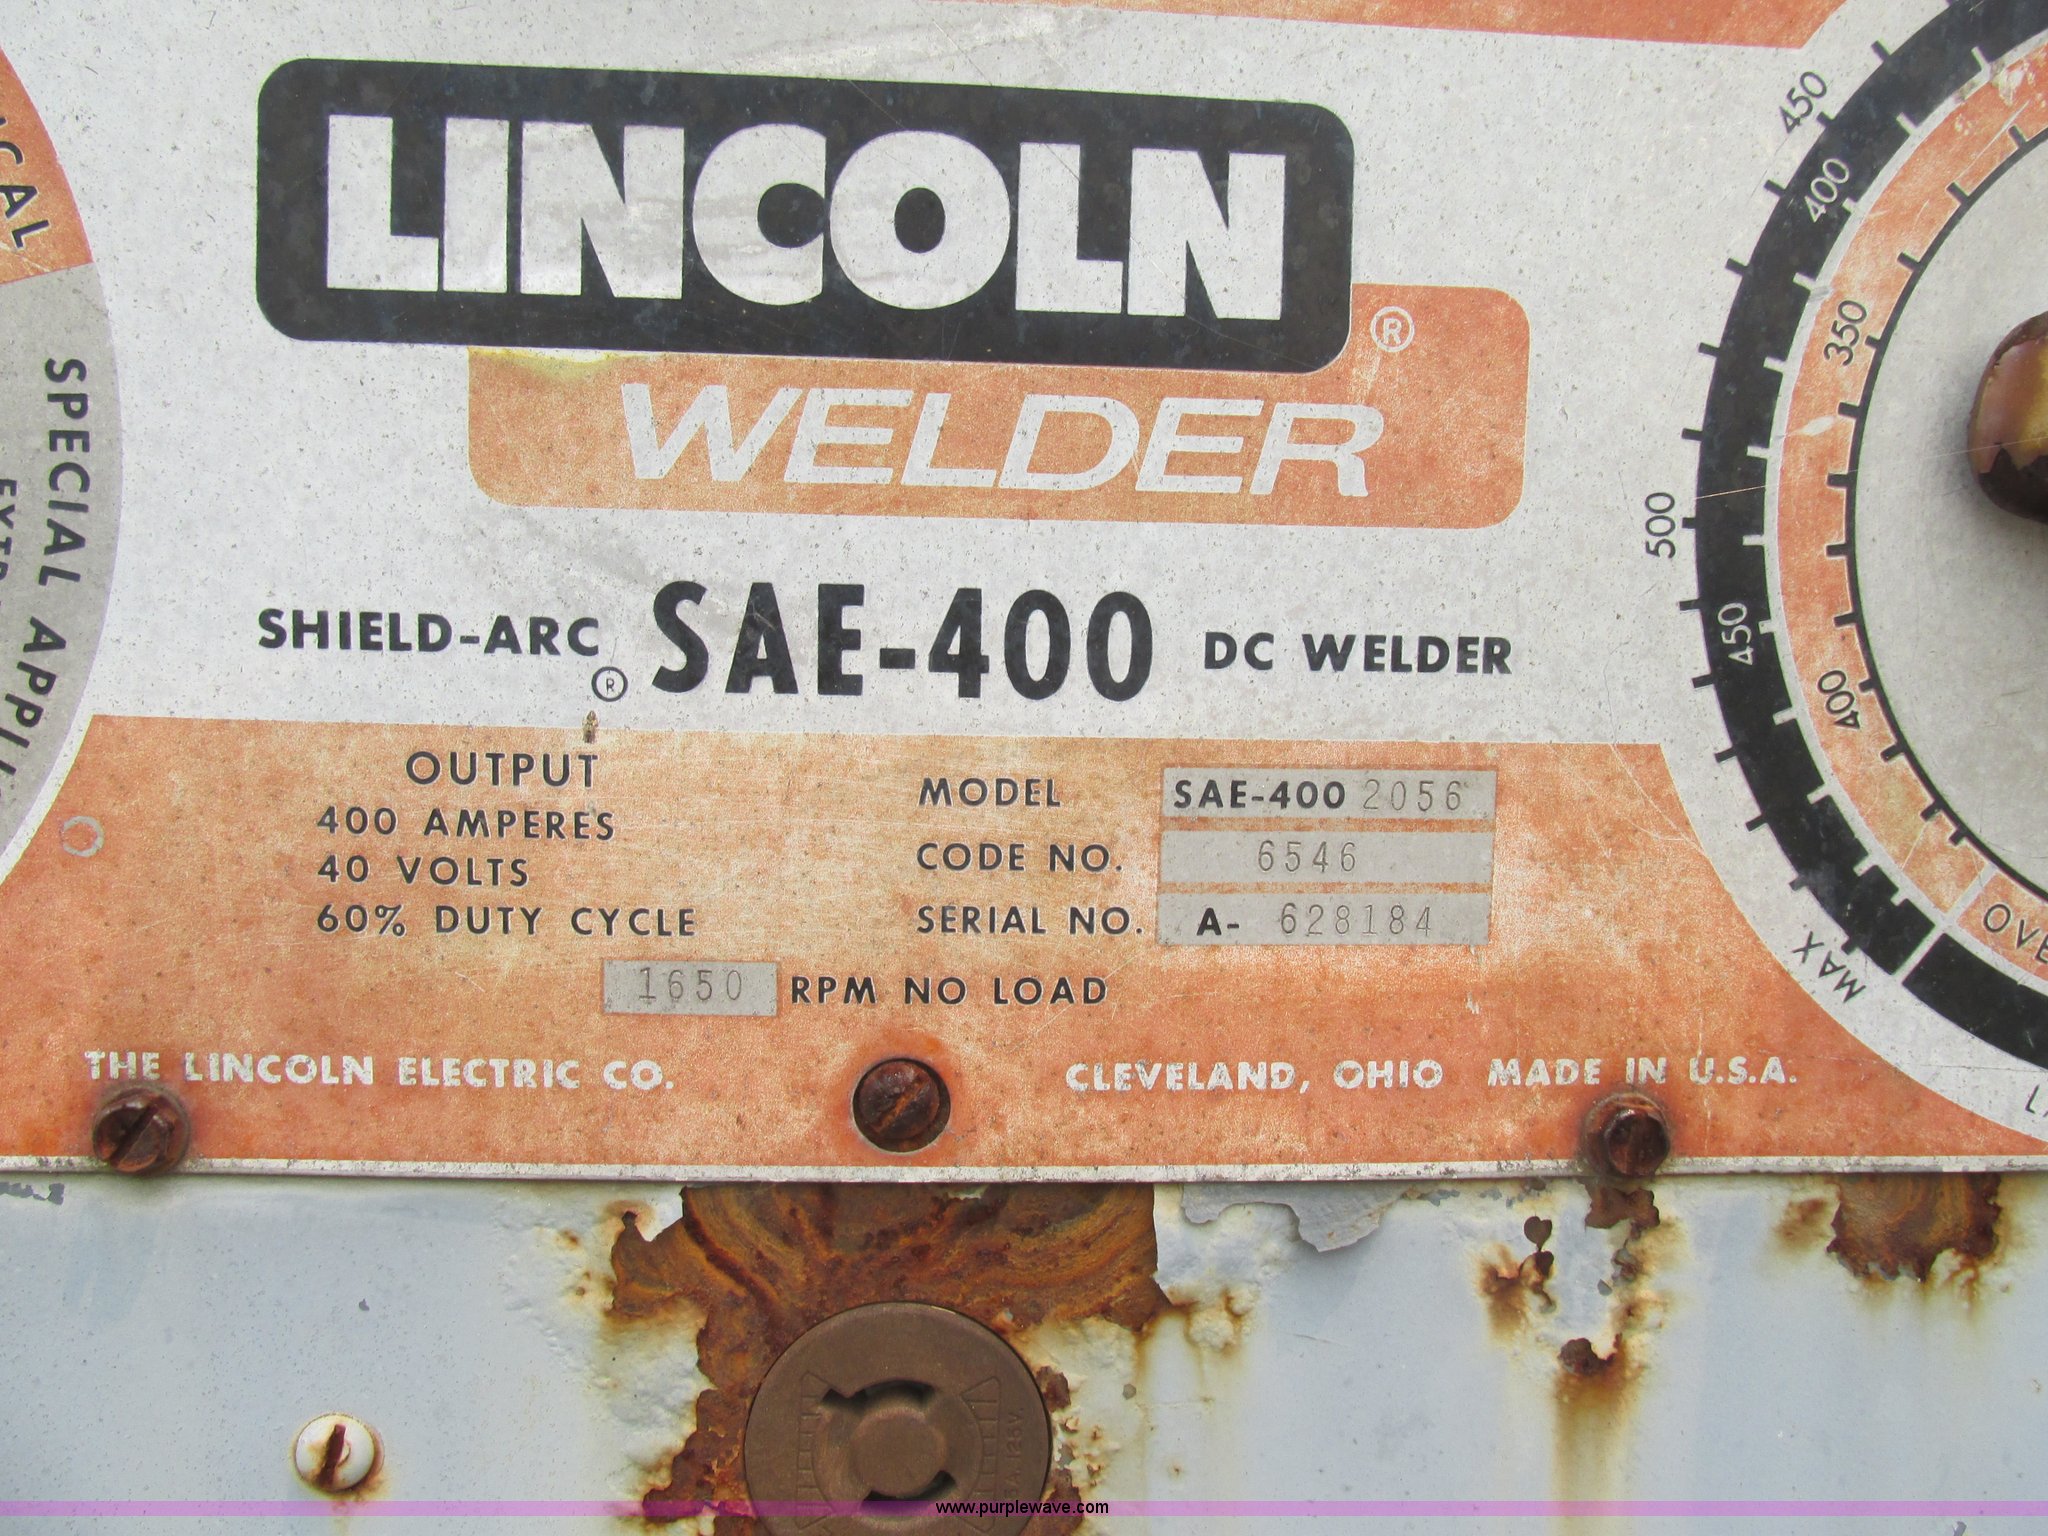 LINCOLN
®
WELDER
SHIELD-ARC ® SAE-400 DC WELDER
OUTPUT
400 AMPERES
40 VOLTS
60% DUTY CYCLE
1650 RPM NO LOAD
MODEL SAE-400 2056
CODE NO. 6546
SERIAL NO. A- 628184
THE LINCOLN ELECTRIC CO. CLEVELAND, OHIO MADE IN U.S.A.
SPECIAL
450
400
350
500
450
400
MAX
125V.
www.purplewave.com